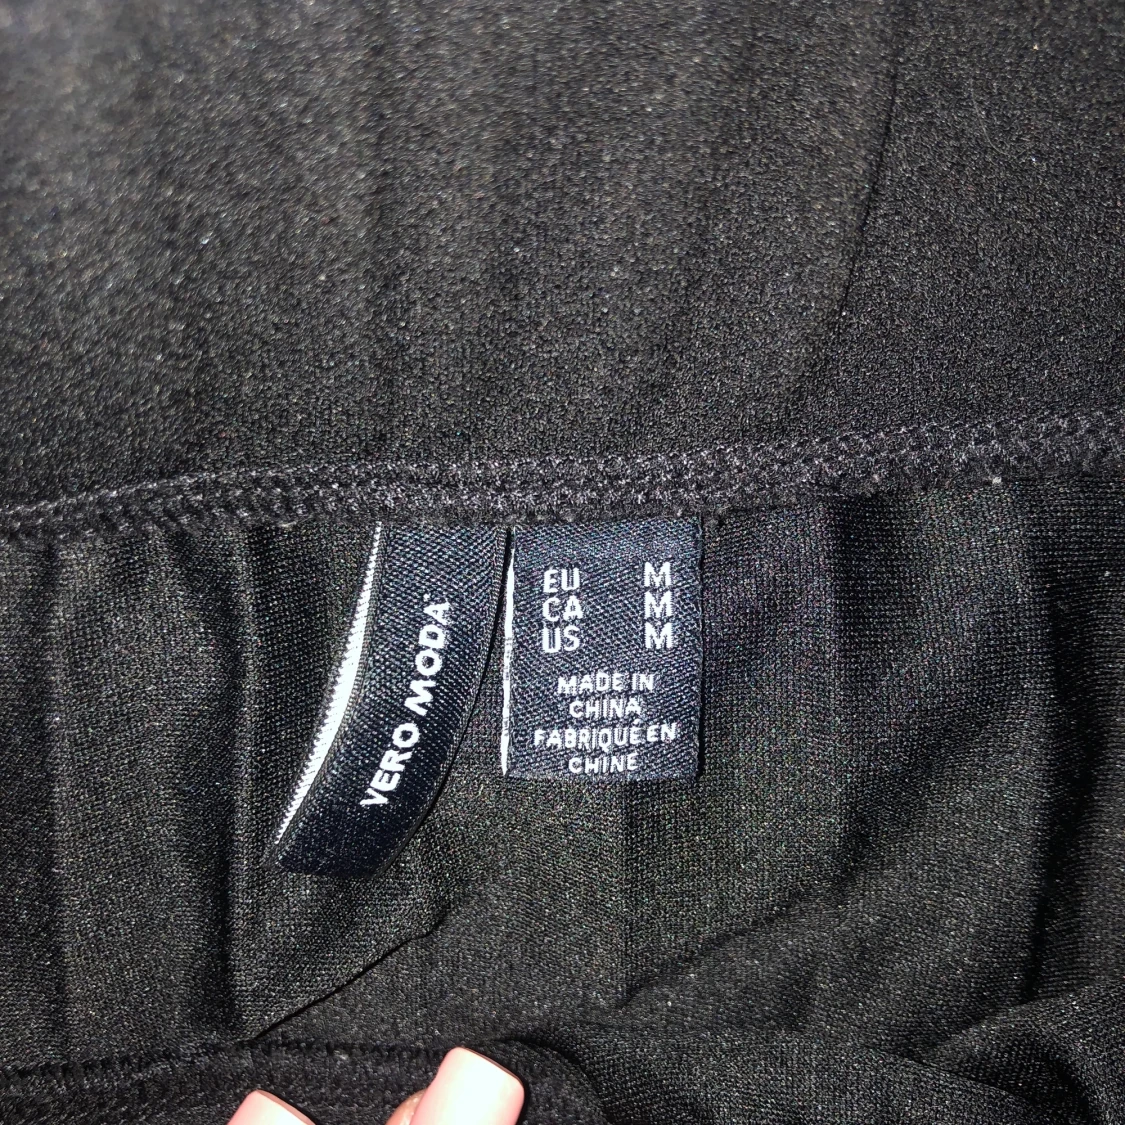 VERO MODA
EU M
CA M
US M
MADE IN
CHINA
FABRIQUÉ EN
CHINE